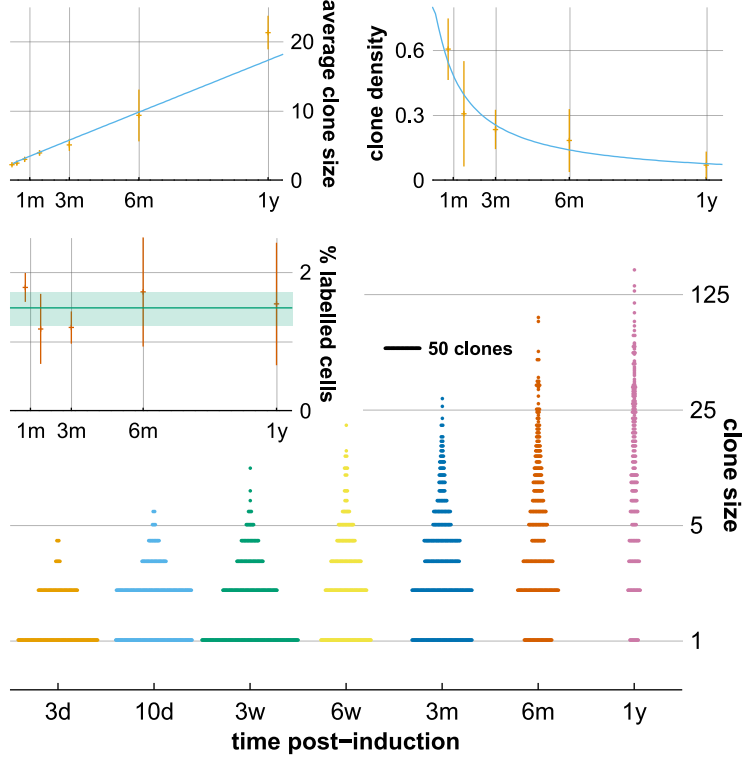 average clone size
20
10
0
1m
3m
6m
1y
clone density
0.6
0.3
0
1m
3m
6m
1y
% labelled cells
2
0
1m
3m
6m
1y
50 clones
125
25
5
1
clone size
3d
10d
3w
6w
3m
6m
1y
time post−induction